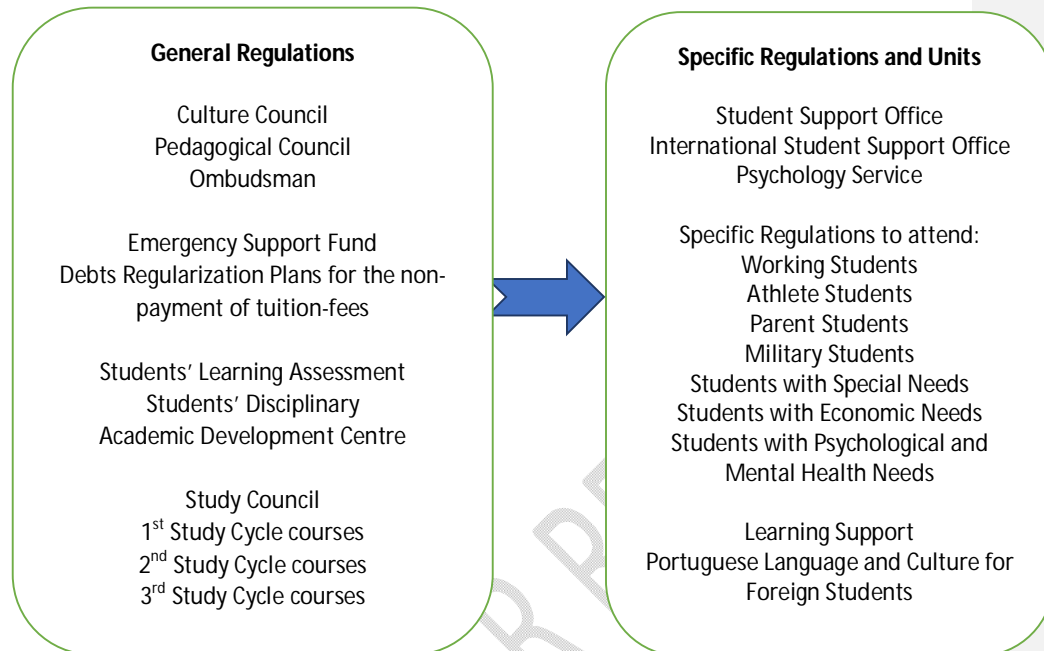 General Regulations
Culture Council
Pedagogical Council
Ombudsman
Emergency Support Fund
Debts Regularization Plans for the non-
payment of tuition-fees
Students’ Learning Assessment
Students’ Disciplinary
Academic Development Centre
Study Council
1st Study Cycle courses
2nd Study Cycle courses
3rd Study Cycle courses
Specific Regulations and Units
Student Support Office
International Student Support Office
Psychology Service
Specific Regulations to attend:
Working Students
Athlete Students
Parent Students
Military Students
Students with Special Needs
Students with Economic Needs
Students with Psychological and
Mental Health Needs
Learning Support
Portuguese Language and Culture for
Foreign Students